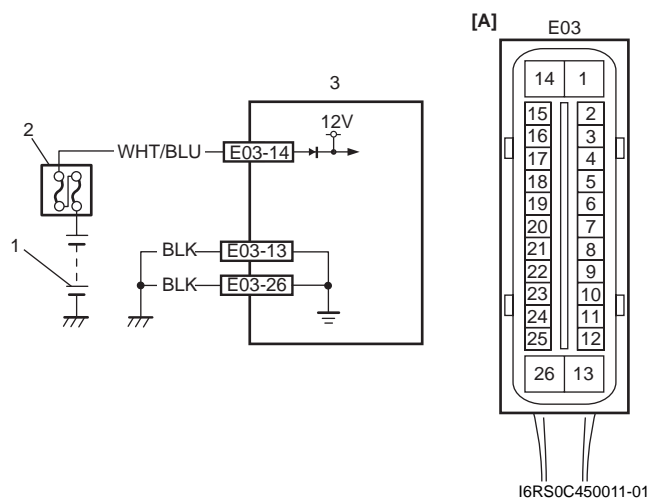 [A]
E03
3
12V
2
WHT/BLU
E03-14
1
BLK
E03-13
BLK
E03-26
14 1
15 2
16 3
17 4
18 5
19 6
20 7
21 8
22 9
23 10
24 11
25 12
26 13
I6RS0C450011-01